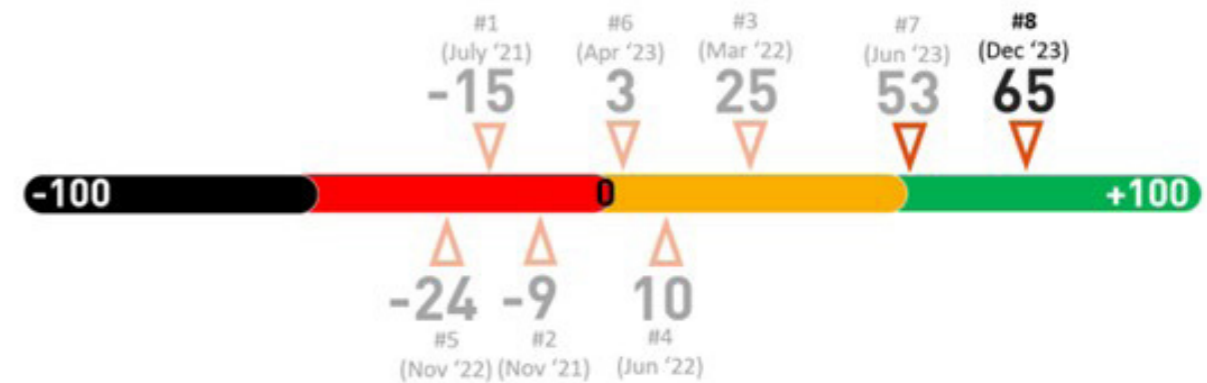 #1
(July ‘21)
-15
#6
(Apr ‘23)
3
#3
(Mar ‘22)
25
#7
(Jun ‘23)
53
#8
(Dec ‘23)
65
-100
0
+100
-24
#5
(Nov ‘22)
-9
#2
(Nov ‘21)
10
#4
(Jun ‘22)